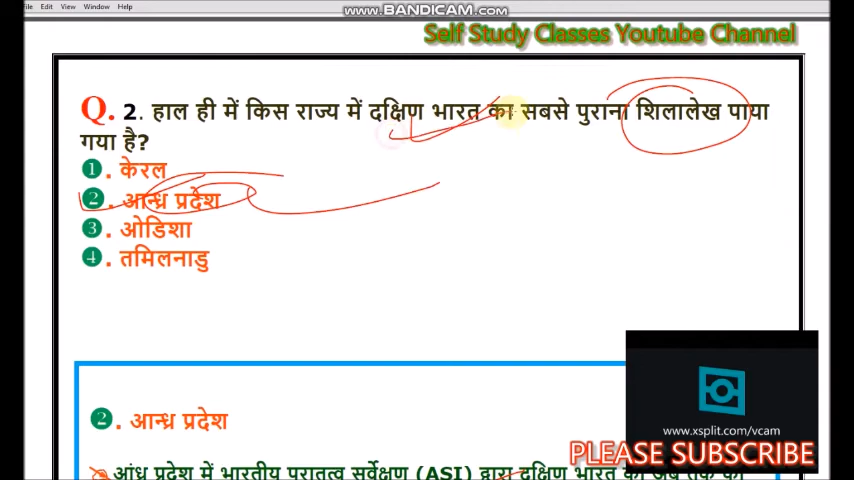 File Edit View Window Help
www.BANDICAM.com
Self Study Classes Youtube Channel
Q. 2. हाल ही में किस राज्य में दक्षिण भारत का सबसे पुराना शिलालेख पाया
गया है?
1. केरल
2. आन्ध्र प्रदेश
3. ओडिशा
4. तमिलनाडु
2. आन्ध्र प्रदेश
www.xsplit.com/vcam
PLEASE SUBSCRIBE
आंध्र प्रदेश में भारतीय पुरातत्व सर्वेक्षण (ASI) द्वारा दक्षिण भारत का अब तक का